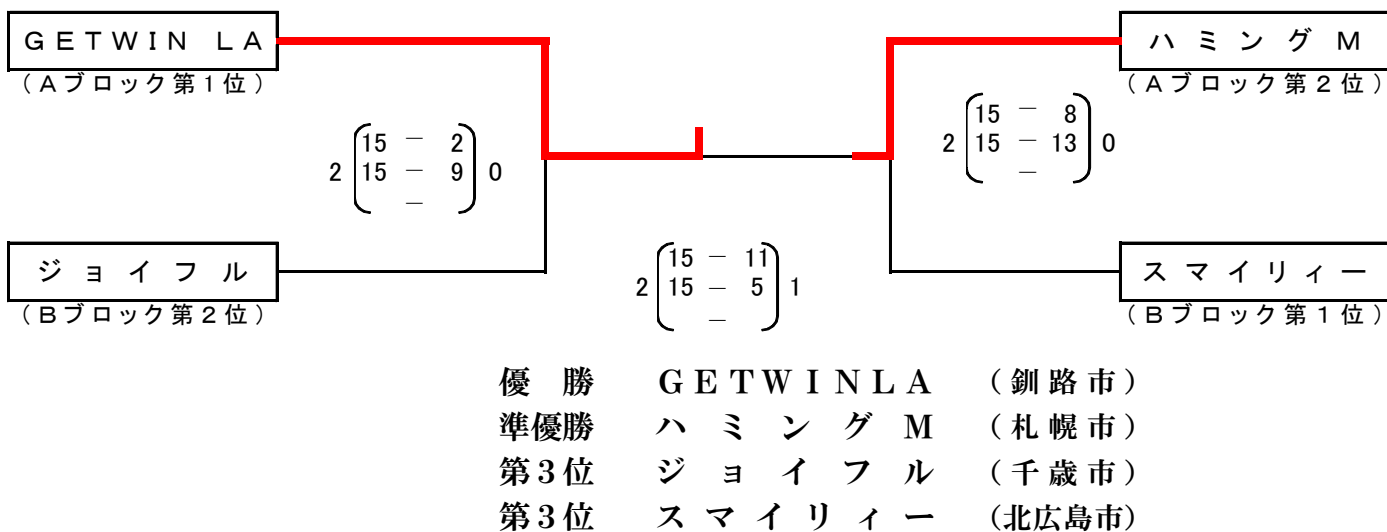 GETWIN LA
(Aブロック第1位)
ハミングM
(Aブロック第2位)
15 － 2
2 15 － 9 0
－
15 － 8
2 15 － 13 0
－
ジョイフル
(Bブロック第2位)
スマイリィー
(Bブロック第1位)
15 － 11
2 15 － 5 1
－
優勝 GETWINLA (釧路市)
準優勝 ハミングM (札幌市)
第3位 ジョイフル (千歳市)
第3位 スマイリィー (北広島市)